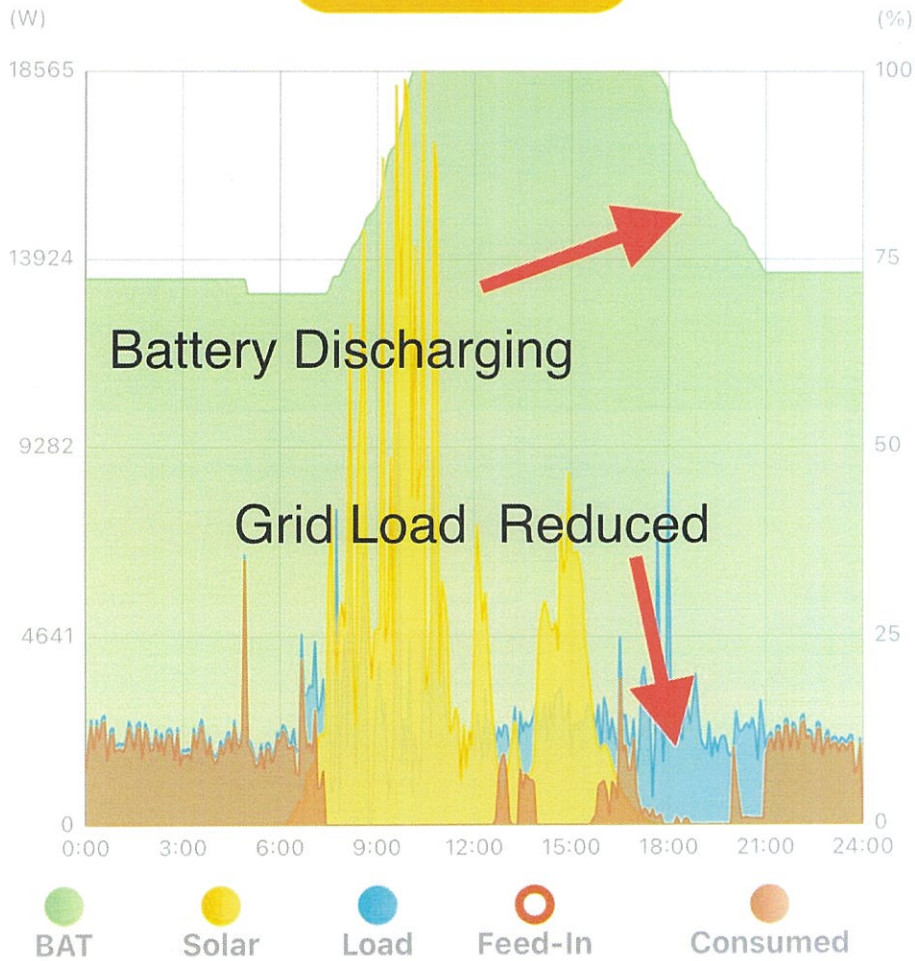 (W) (%)
18565 100
13924 75
Battery Discharging
9282 50
Grid Load Reduced
4641 25
0 0
0:00 3:00 6:00 9:00 12:00 15:00 18:00 21:00 24:00
BAT Solar Load Feed-In Consumed